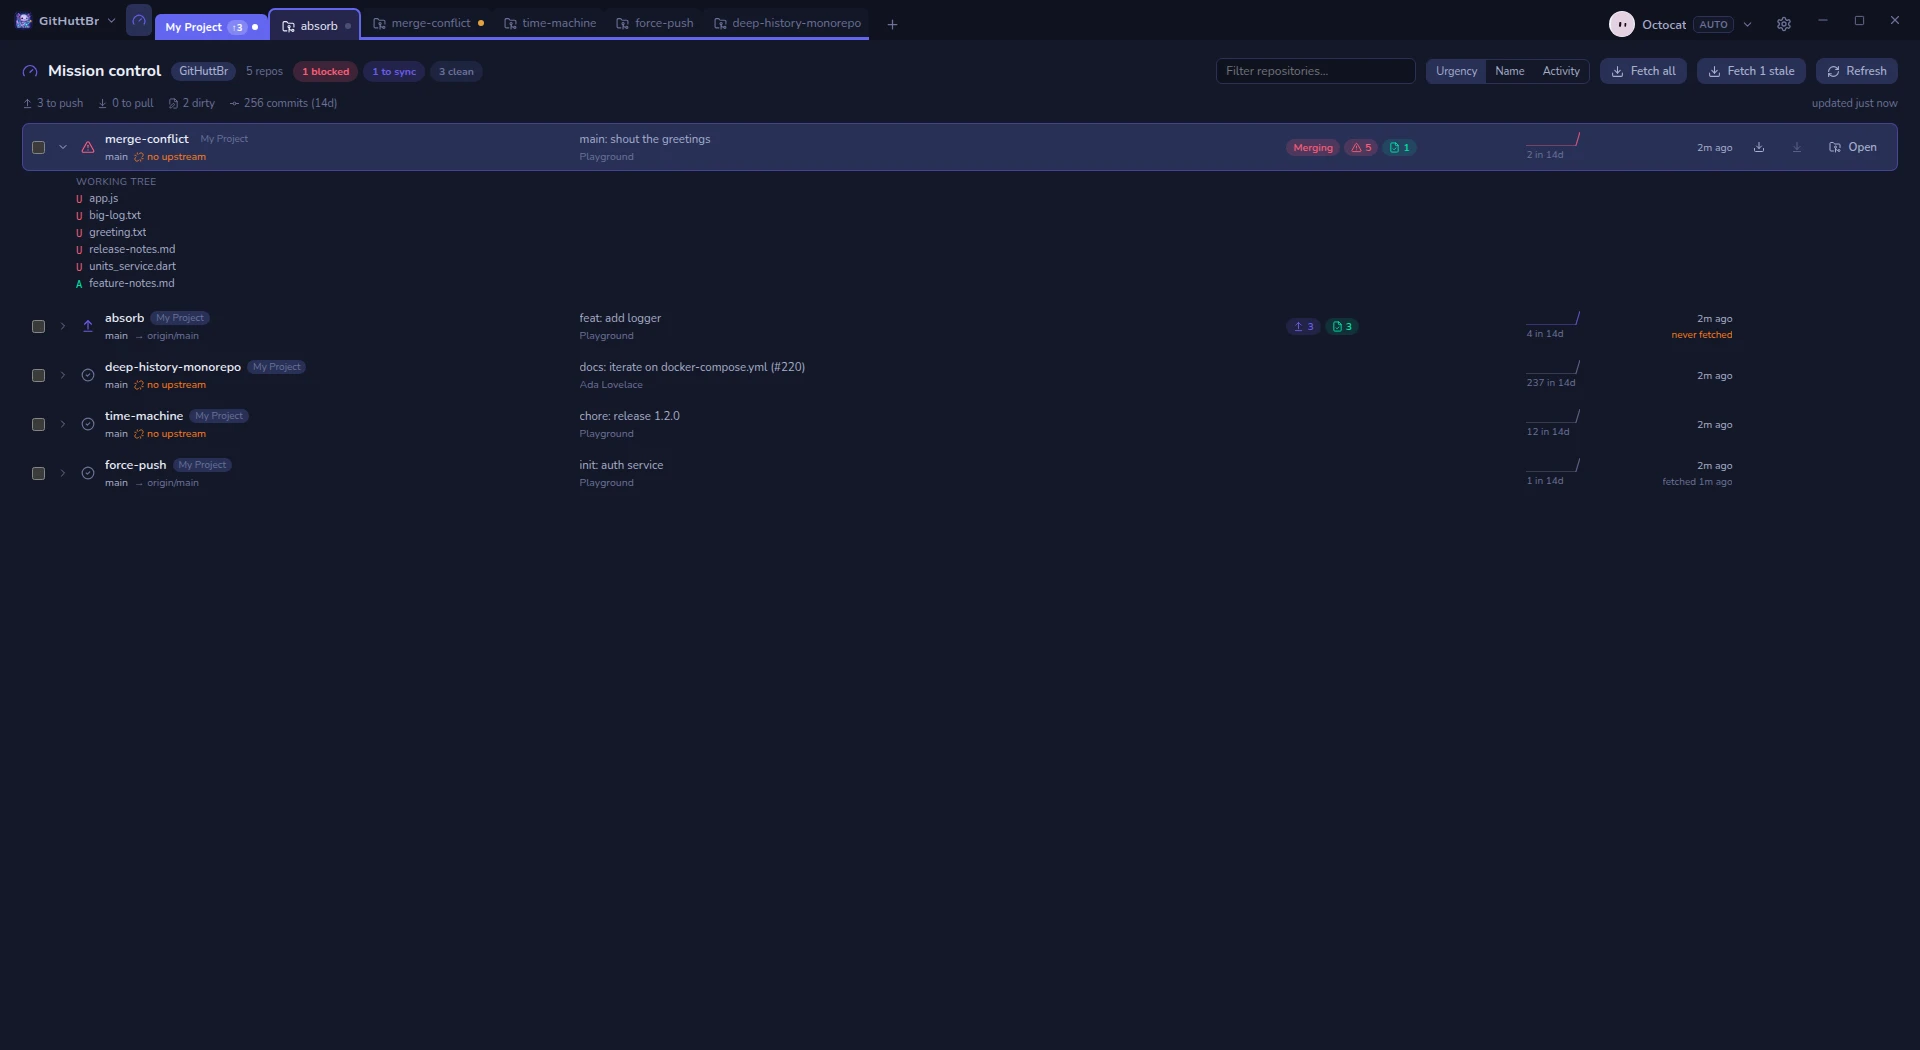 GitHuttBr
My Project ↑3
absorb
merge-conflict
time-machine
force-push
deep-history-monorepo
Octocat AUTO
Mission control GitHuttBr 5 repos 1 blocked 1 to sync 3 clean
Filter repositories...
Urgency Name Activity
Fetch all
Fetch 1 stale
Refresh
3 to push 0 to pull 2 dirty 256 commits (14d)
updated just now
merge-conflict My Project
main no upstream
main: shout the greetings
Playground
Merging 5 1
2 in 14d
2m ago
Open
WORKING TREE
U app.js
U big-log.txt
U greeting.txt
U release-notes.md
U units_service.dart
A feature-notes.md
absorb My Project
main → origin/main
feat: add logger
Playground
3 3
4 in 14d
2m ago
never fetched
deep-history-monorepo My Project
main no upstream
docs: iterate on docker-compose.yml (#220)
Ada Lovelace
237 in 14d
2m ago
time-machine My Project
main no upstream
chore: release 1.2.0
Playground
12 in 14d
2m ago
force-push My Project
main → origin/main
init: auth service
Playground
1 in 14d
2m ago
fetched 1m ago